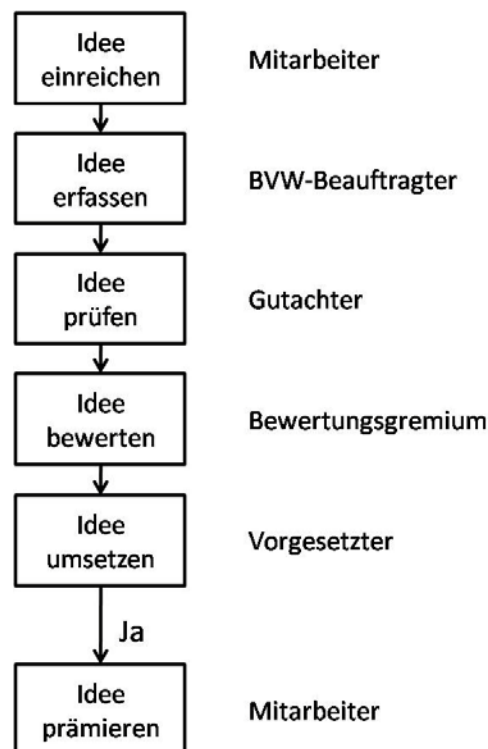 Idee
einreichen
Mitarbeiter
Idee
erfassen
BVW-Beauftragter
Idee
prüfen
Gutachter
Idee
bewerten
Bewertungsgremium
Idee
umsetzen
Vorgesetzter
Ja
Idee
prämieren
Mitarbeiter